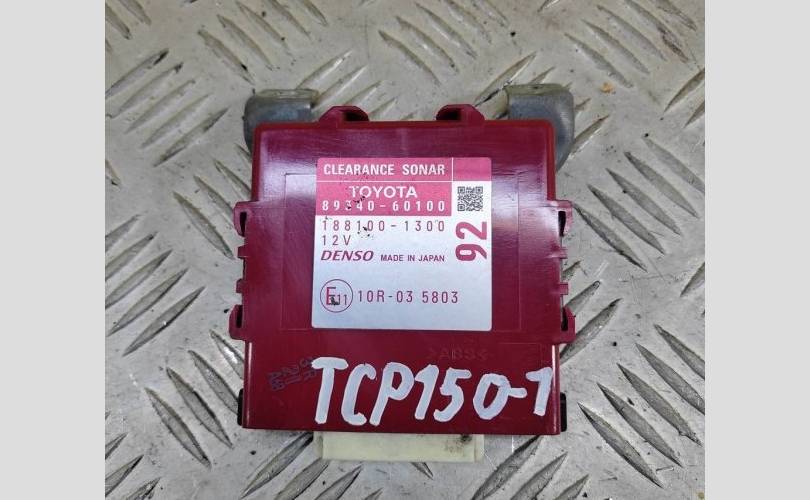 CLEARANCE SONAR
TOYOTA
89340-60100
188100-1300
12V
92
DENSO MADE IN JAPAN
E11 10R-03 5803
>ABS<
TCP150-1